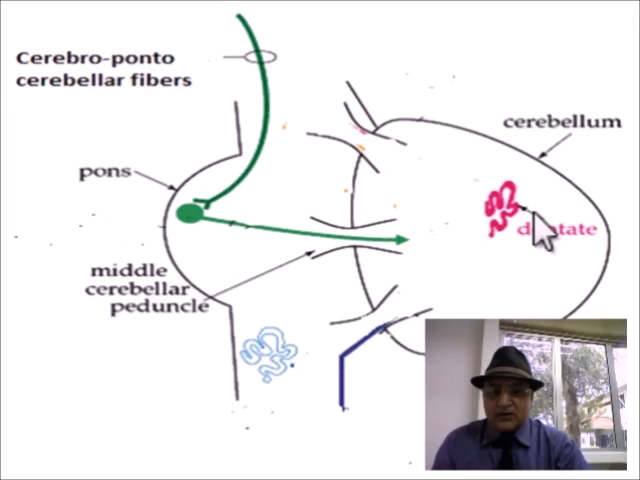 Cerebro-ponto
cerebellar fibers
cerebellum
pons
middle
cerebellar
peduncle